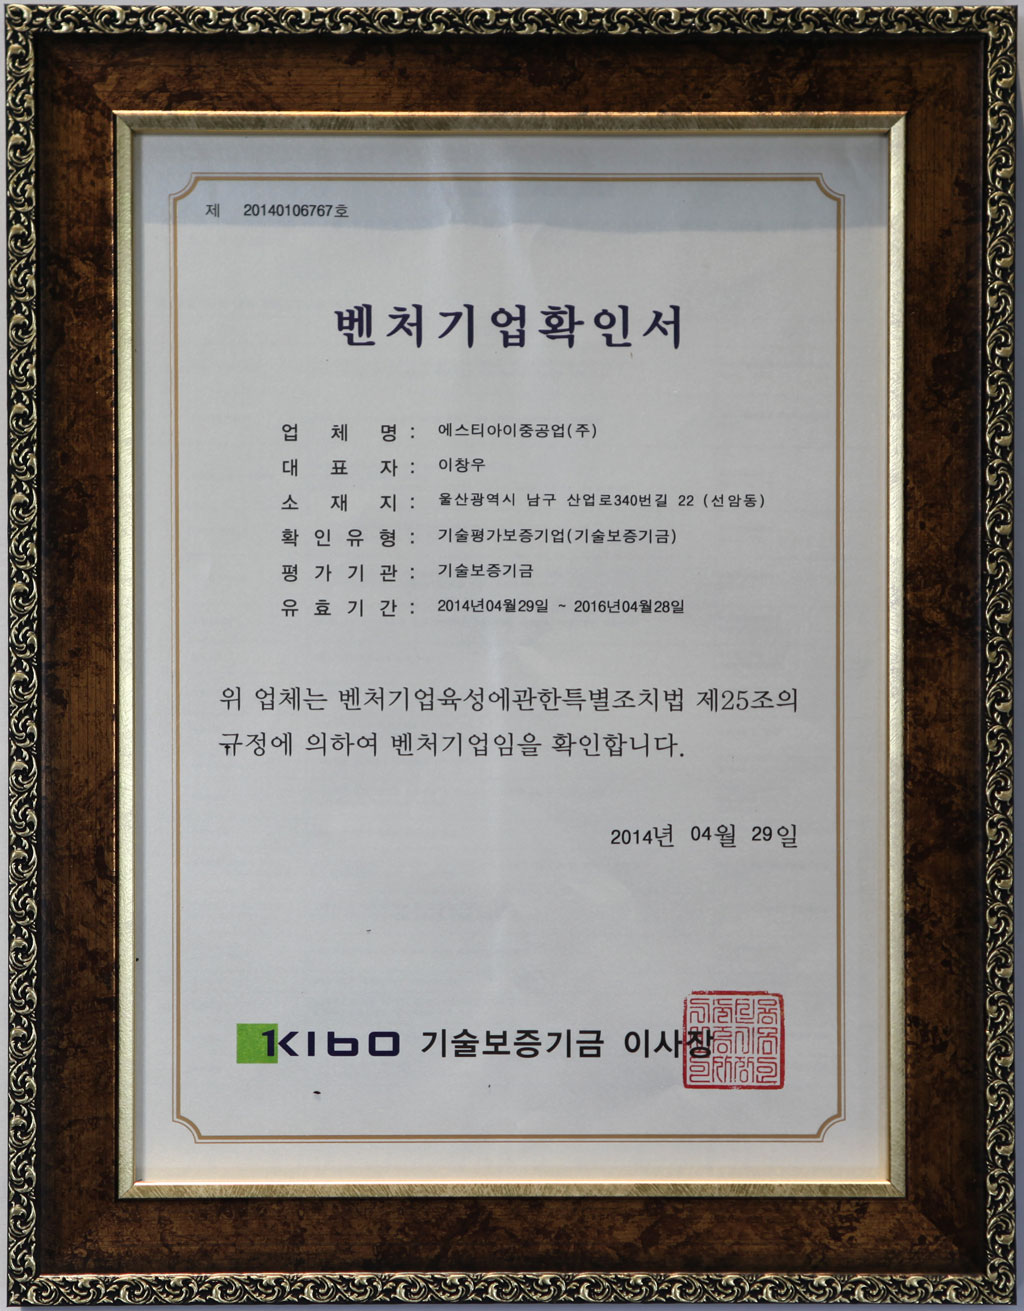 제 20140106767호
벤처기업확인서
업 체 명 : 에스티아이중공업(주)
대 표 자 : 이창우
소 재 지 : 울산광역시 남구 산업로340번길 22 (선암동)
확 인 유 형 : 기술평가보증기업(기술보증기금)
평 가 기 관 : 기술보증기금
유 효 기 간 : 2014년04월29일 ~ 2016년04월28일
위 업체는 벤처기업육성에관한특별조치법 제25조의
규정에 의하여 벤처기업임을 확인합니다.
2014년 04월 29일
KIBO 기술보증기금 이사장